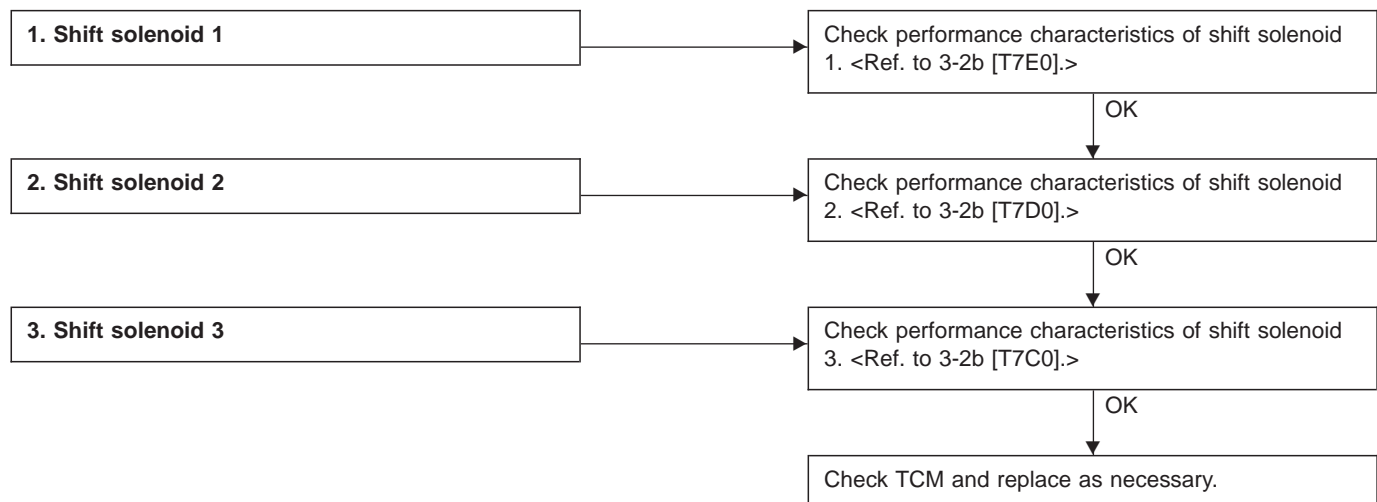 1. Shift solenoid 1
Check performance characteristics of shift solenoid
1. <Ref. to 3-2b [T7E0].>
OK
2. Shift solenoid 2
Check performance characteristics of shift solenoid
2. <Ref. to 3-2b [T7D0].>
OK
3. Shift solenoid 3
Check performance characteristics of shift solenoid
3. <Ref. to 3-2b [T7C0].>
OK
Check TCM and replace as necessary.